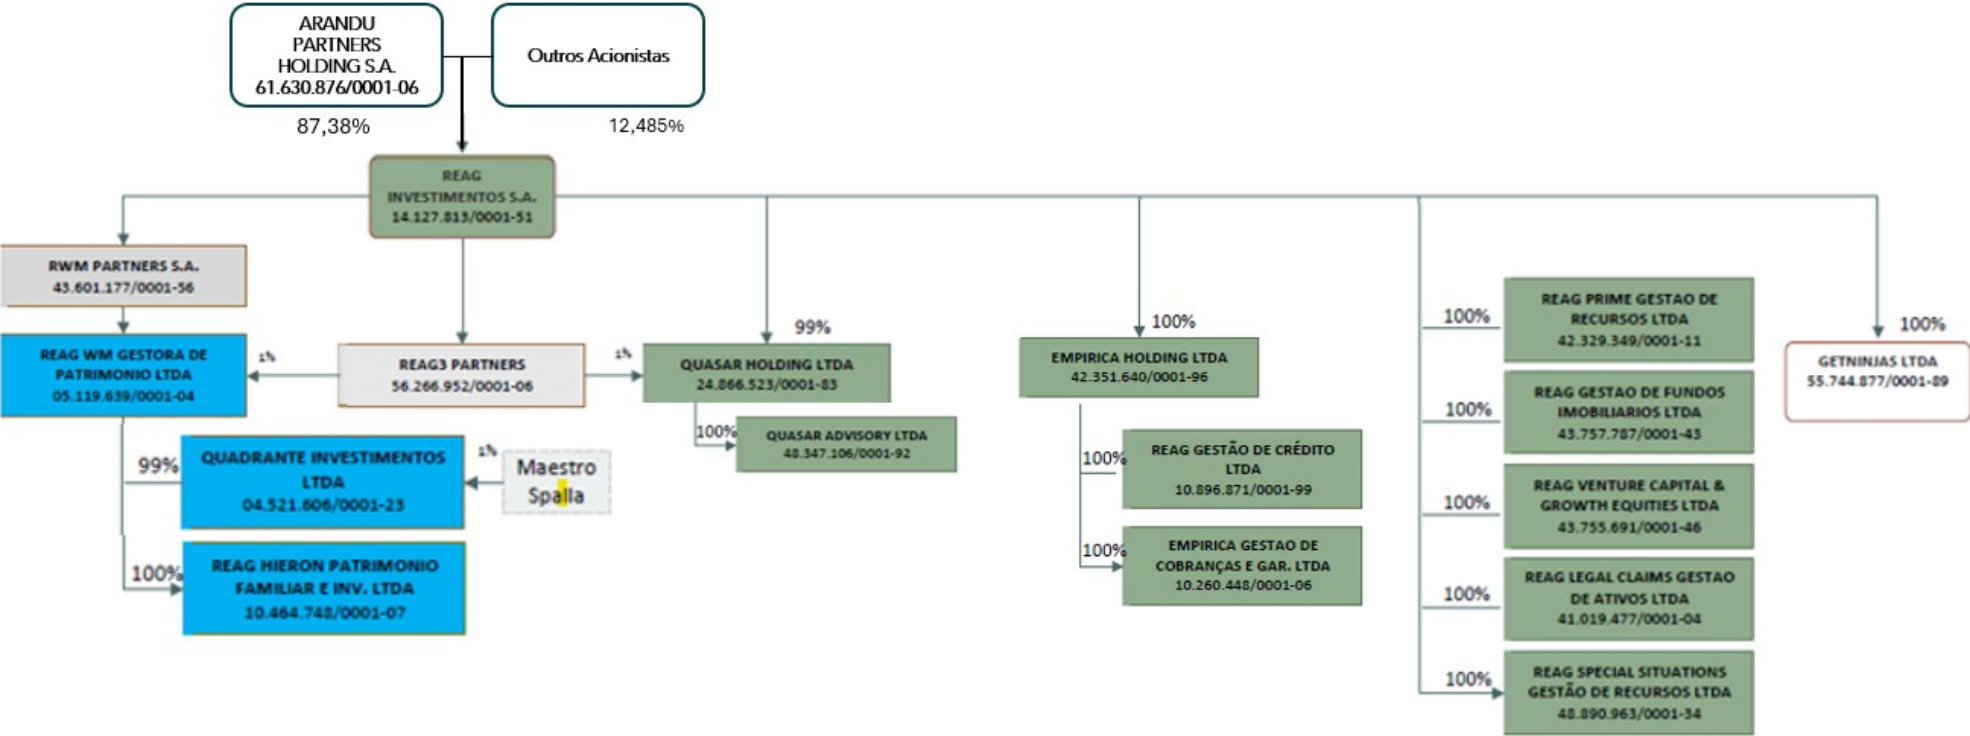 ARANDU
PARTNERS
HOLDING S.A.
61.630.876/0001-06
Outros Acionistas
87,38%
12,485%
REAG
INVESTIMENTOS S.A.
14.127.813/0001-51
RWM PARTNERS S.A.
43.601.177/0001-56
REAG WM GESTORA DE
PATRIMONIO LTDA
05.119.639/0001-04
1%
REAG3 PARTNERS
56.266.952/0001-06
1%
99%
QUASAR HOLDING LTDA
24.866.523/0001-83
100%
QUASAR ADVISORY LTDA
48.347.106/0001-92
99%
QUADRANTE INVESTIMENTOS
LTDA
04.521.606/0001-23
1%
Maestro
Spalla
100%
REAG HIERON PATRIMONIO
FAMILIAR E INV. LTDA
10.464.748/0001-07
100%
EMPIRICA HOLDING LTDA
42.351.640/0001-96
100%
REAG GESTÃO DE CRÉDITO
LTDA
10.896.871/0001-99
100%
EMPIRICA GESTAO DE
COBRANÇAS E GAR. LTDA
10.260.448/0001-06
100%
REAG PRIME GESTAO DE
RECURSOS LTDA
42.329.349/0001-11
100%
REAG GESTAO DE FUNDOS
IMOBILIARIOS LTDA
43.757.787/0001-43
100%
REAG VENTURE CAPITAL &
GROWTH EQUITIES LTDA
43.755.691/0001-46
100%
REAG LEGAL CLAIMS GESTAO
DE ATIVOS LTDA
41.019.477/0001-04
100%
REAG SPECIAL SITUATIONS
GESTÃO DE RECURSOS LTDA
48.890.963/0001-34
100%
GETNINJAS LTDA
55.744.877/0001-89